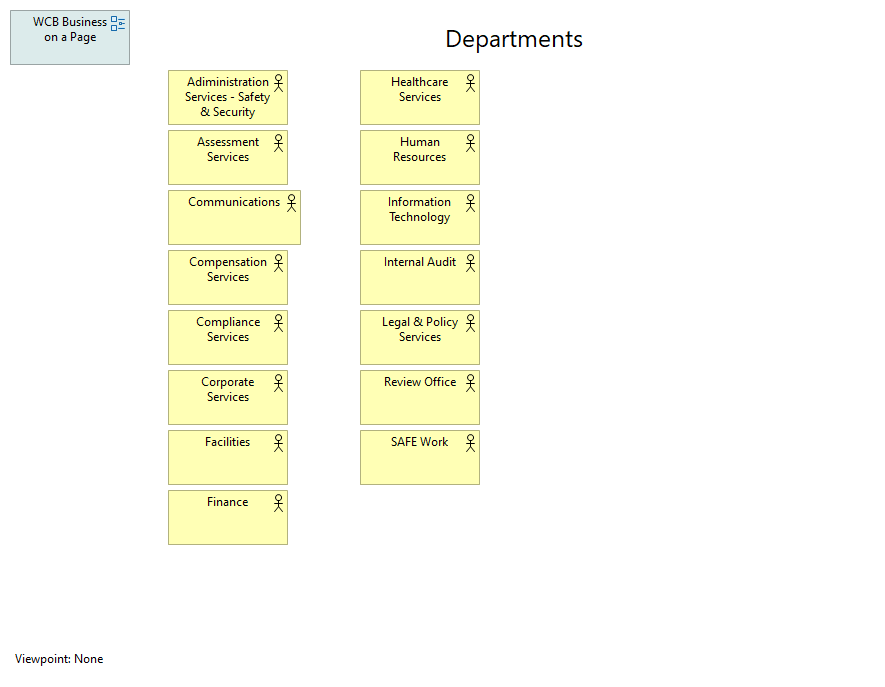 WCB Business
on a Page
Departments
Adiministration
Services - Safety
& Security
Assessment
Services
Communications
Compensation
Services
Compliance
Services
Corporate
Services
Facilities
Finance
Healthcare
Services
Human
Resources
Information
Technology
Internal Audit
Legal & Policy
Services
Review Office
SAFE Work
Viewpoint: None